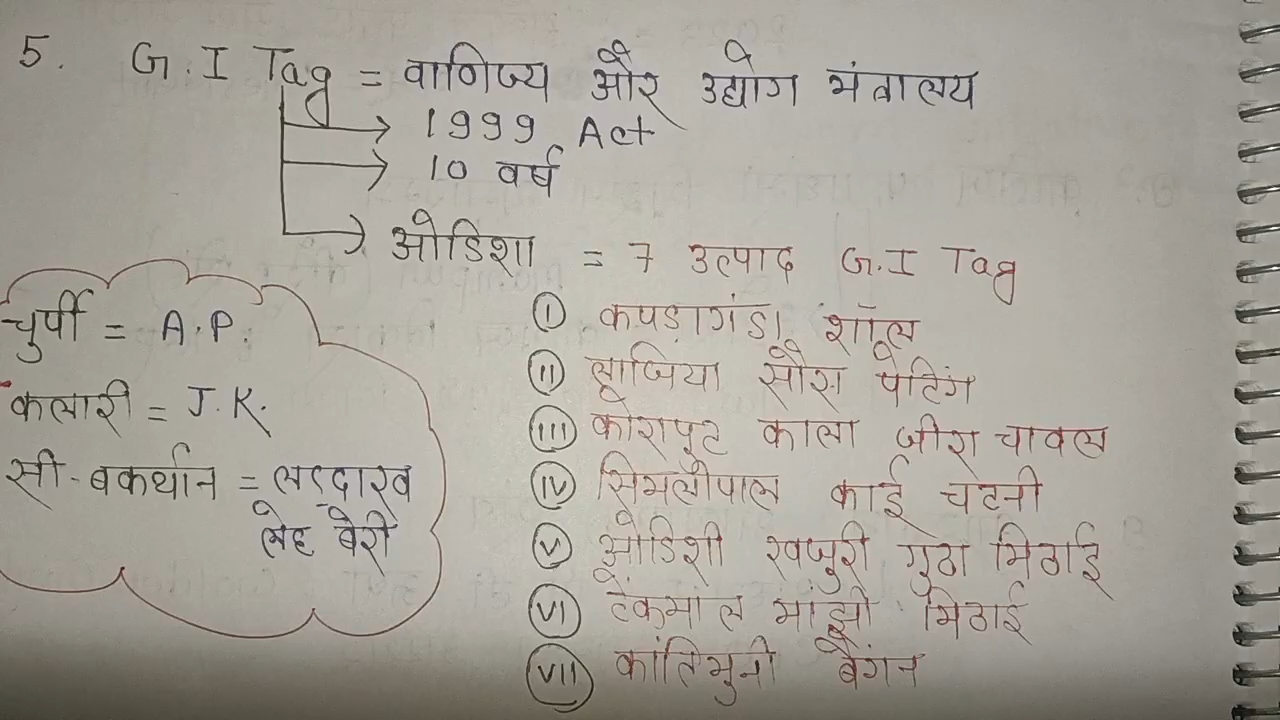 5. G.I Tag = वाणिज्य और उद्योग मंत्रालय
→ 1999 Act
→ 10 वर्ष
→ ओडिशा = 7 उत्पाद G.I Tag
चुर्पी = A.P.
कलारी = J.K.
सी-बकथॉर्न = लद्दाख
लेह बेरी
(I) कपडागंडा शॉल
(II) लांजिया सौरा पेंटिंग
(III) कोरापुट काला जीरा चावल
(IV) सिमलीपाल काई चटनी
(V) ओडिशी खजुरी गुठा मिठाई
(VI) ढेंकमाल मांझी मिठाई
(VII) कांतिमुनी बैंगन